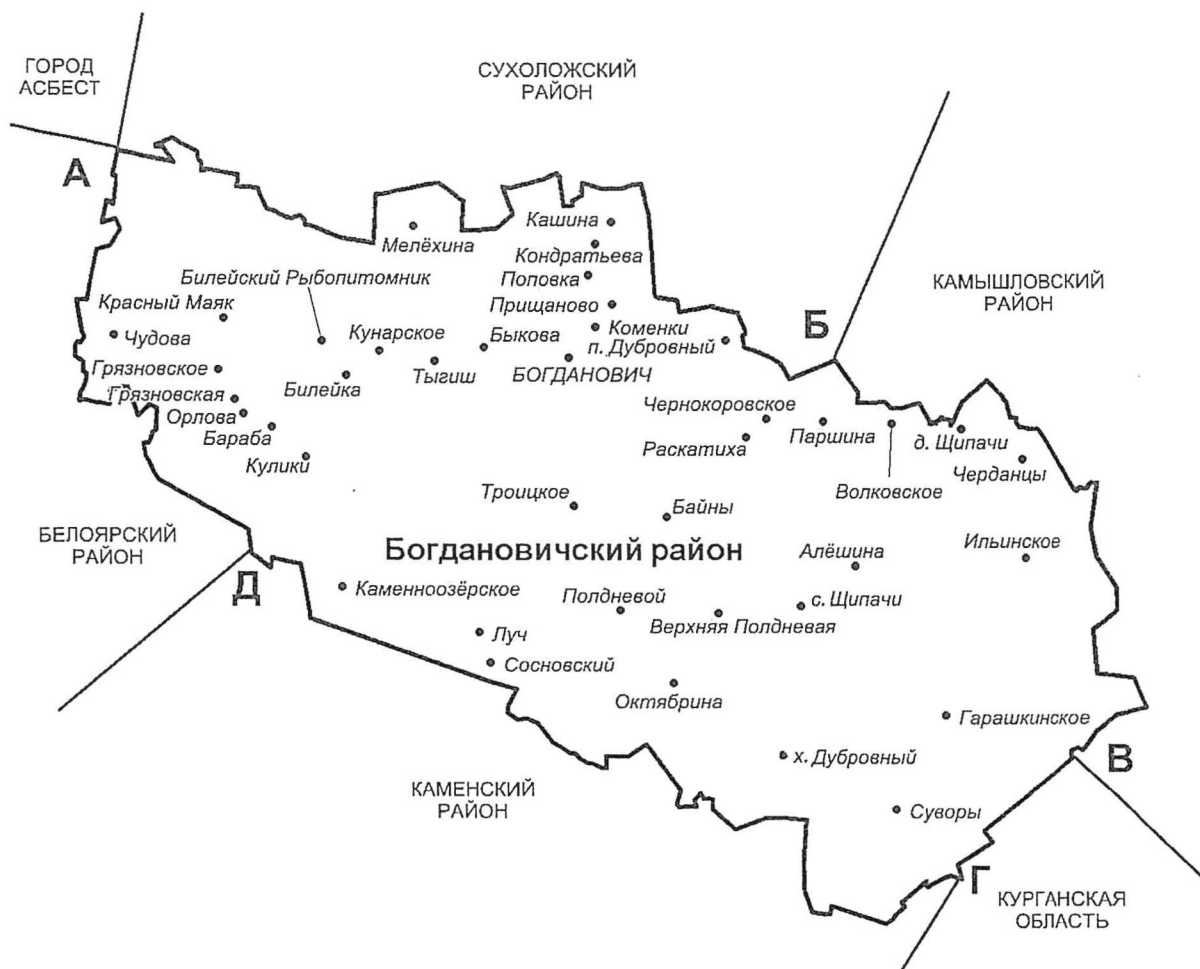 ГОРОД
АСБЕСТ
СУХОЛОЖСКИЙ
РАЙОН
А
Кашина
Мелёхина
Кондратьева
Билейский Рыбопитомник
Поповка
КАМЫШЛОВСКИЙ
РАЙОН
Красный Маяк
Прищаново
Чудова
Кунарское
Быкова
Коменки
Б
п. Дубровный
Грязновское
Тыгиш
БОГДАНОВИЧ
Билейка
Грязновская
Чернокоровское
Орлова
Бараба
Паршина
д. Щипачи
Раскатиха
Кулики
Черданцы
Троицкое
Волковское
Байны
БЕЛОЯРСКИЙ
РАЙОН
Богдановичский район
Алёшина
Ильинское
Д
Каменноозёрское
Полдневой
с. Щипачи
Верхняя Полдневая
Луч
Сосновский
Октябрина
Гарашкинское
х. Дубровный
В
КАМЕНСКИЙ
РАЙОН
Суворы
Г
КУРГАНСКАЯ
ОБЛАСТЬ